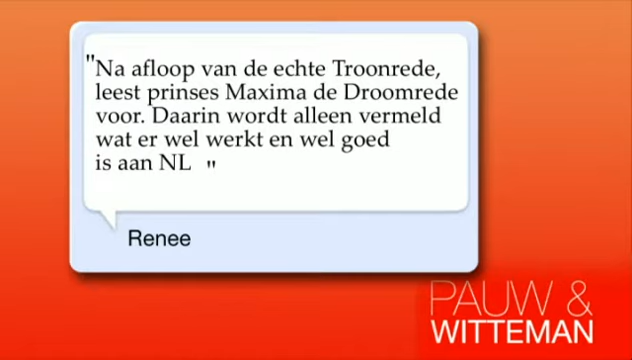 "Na afloop van de echte Troonrede,
leest prinses Maxima de Droomrede
voor. Daarin wordt alleen vermeld
wat er wel werkt en wel goed
is aan NL "
Renee
PAUW &
WITTEMAN